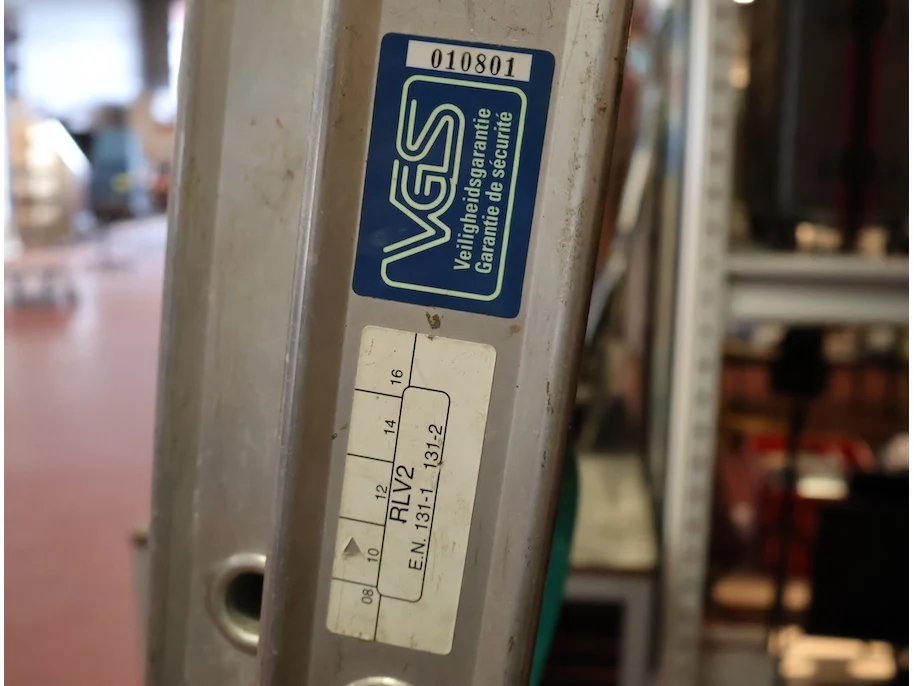 010801
VGS
Veiligheidsgarantie
Garantie de sécurité
08 10 12 14 16
RLV2
E.N. 131-1 131-2